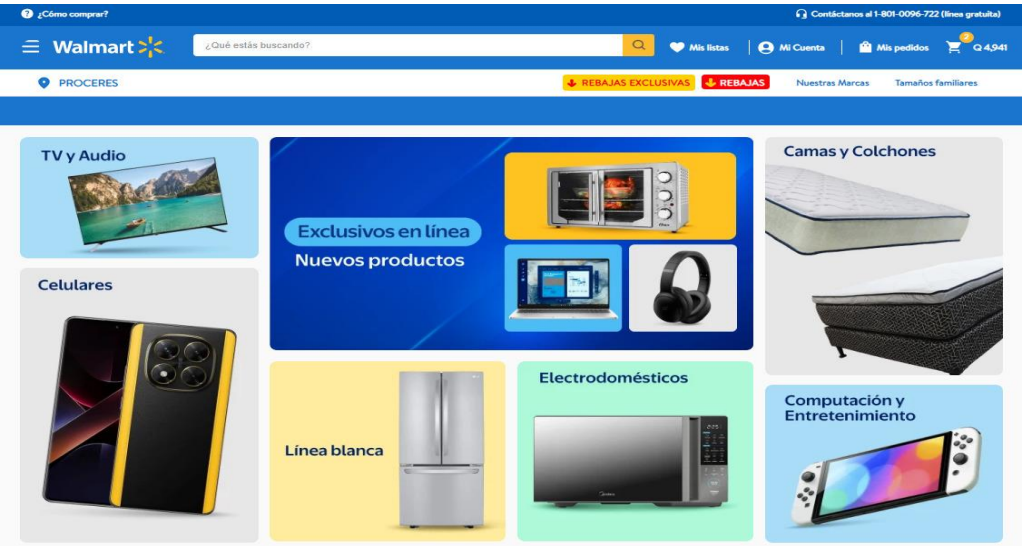 ¿Cómo comprar?
Contáctanos al 1-801-0096-722 (línea gratuita)
Walmart
¿Qué estás buscando?
Mis listas
Mi Cuenta
Mis pedidos
2
Q 4,941
PROCERES
REBAJAS EXCLUSIVAS
REBAJAS
Nuestras Marcas
Tamaños familiares
TV y Audio
Exclusivos en línea
Nuevos productos
Camas y Colchones
Celulares
Línea blanca
Electrodomésticos
Midea
Computación y
Entretenimiento